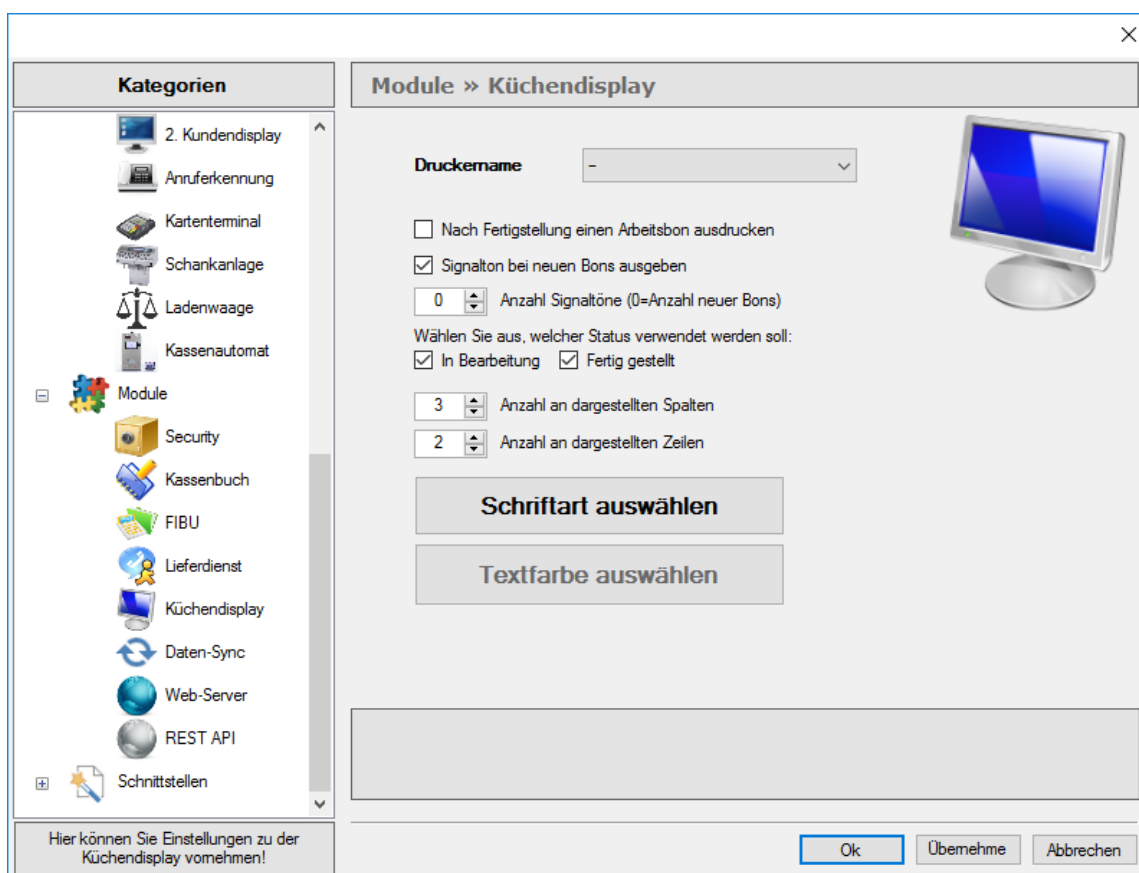 Kategorien
2. Kundendisplay
Anruferkennung
Kartenterminal
Schankanlage
Ladenwaage
Kassenautomat
Module
Security
Kassenbuch
FIBU
Lieferdienst
Küchendisplay
Daten-Sync
Web-Server
REST API
Schnittstellen
Hier können Sie Einstellungen zu der
Küchendisplay vornehmen!
Module » Küchendisplay
Druckername –
Nach Fertigstellung einen Arbeitsbon ausdrucken
Signalton bei neuen Bons ausgeben
0 Anzahl Signaltöne (0=Anzahl neuer Bons)
Wählen Sie aus, welcher Status verwendet werden soll:
In Bearbeitung Fertig gestellt
3 Anzahl an dargestellten Spalten
2 Anzahl an dargestellten Zeilen
Schriftart auswählen
Textfarbe auswählen
Ok Übernehme Abbrechen